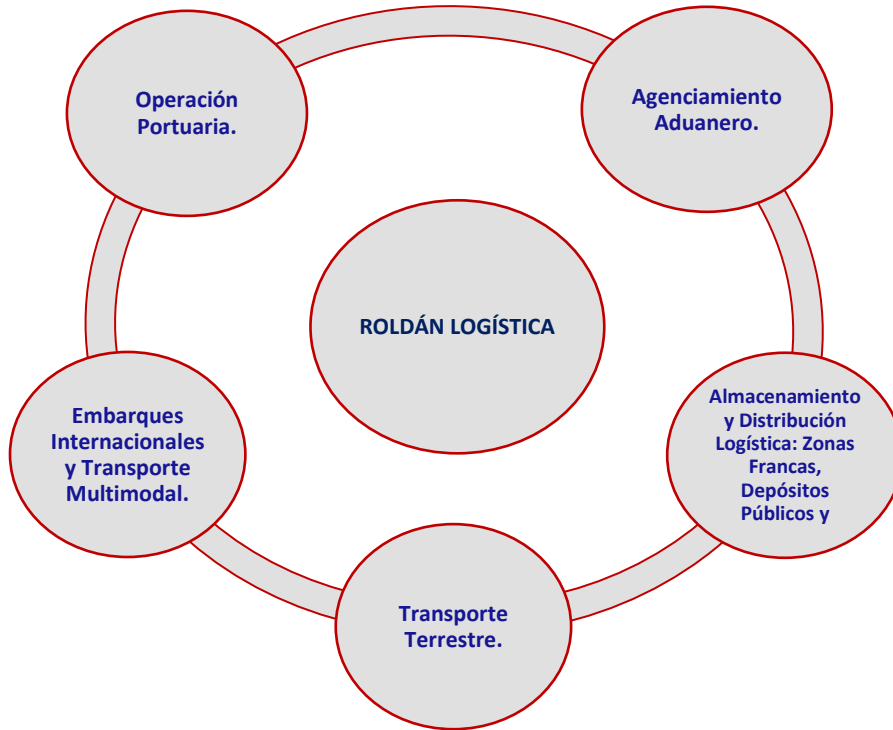 Operación
Portuaria.
Agenciamiento
Aduanero.
ROLDÁN LOGÍSTICA
Embarques
Internacionales
y Transporte
Multimodal.
Almacenamiento
y Distribución
Logística: Zonas
Francas,
Depósitos
Públicos y
Transporte
Terrestre.